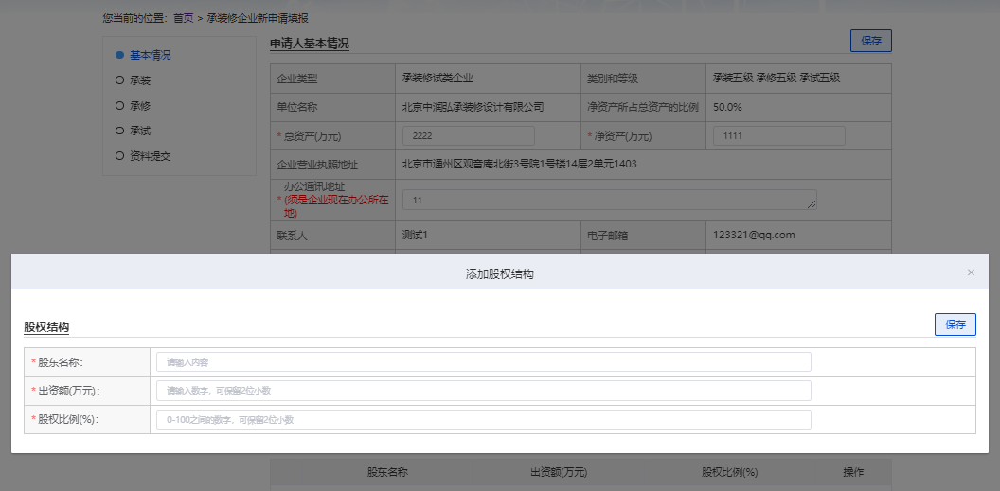 您当前的位置：首页 > 承装修企业新申请填报
基本情况
承装
承修
承试
资料提交
申请人基本情况
保存
企业类型 承装修试类企业 类别和等级 承装五级 承修五级 承试五级
单位名称 北京中润弘承装修设计有限公司 净资产所占总资产的比例 50.0%
* 总资产(万元) 2222 * 净资产(万元) 1111
企业营业执照地址 北京市通州区观音庵北街3号院1号楼14层2单元1403
办公通讯地址
* (须是企业现在办公所在
地)
11
联系人 测试1 电子邮箱 123321@qq.com
添加股权结构 ×
股权结构 保存
* 股东名称： 请输入内容
* 出资额(万元)： 请输入数字，可保留2位小数
* 股权比例(%)： 0-100之间的数字，可保留2位小数
股东名称 出资额(万元) 股权比例(%) 操作